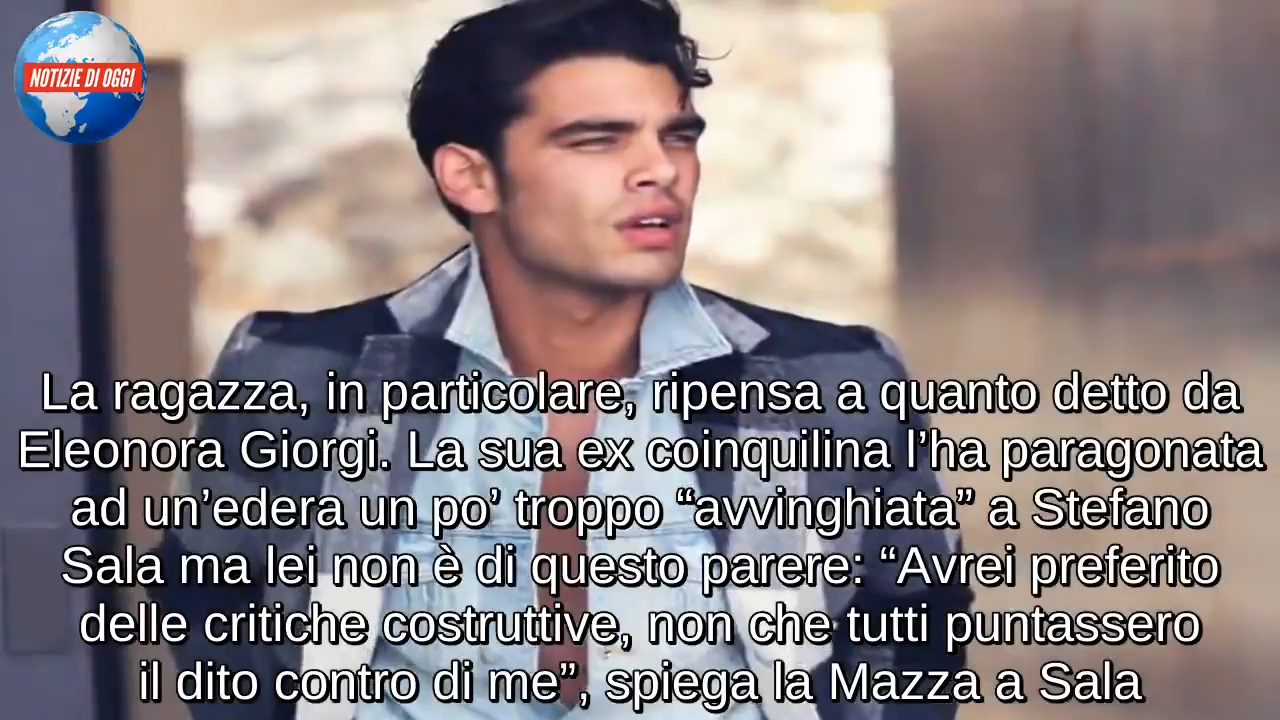 NOTIZIE DI OGGI
La ragazza, in particolare, ripensa a quanto detto da
Eleonora Giorgi. La sua ex coinquilina l’ha paragonata
ad un’edera un po’ troppo “avvinghiata” a Stefano
Sala ma lei non è di questo parere: “Avrei preferito
delle critiche costruttive, non che tutti puntassero
il dito contro di me”, spiega la Mazza a Sala